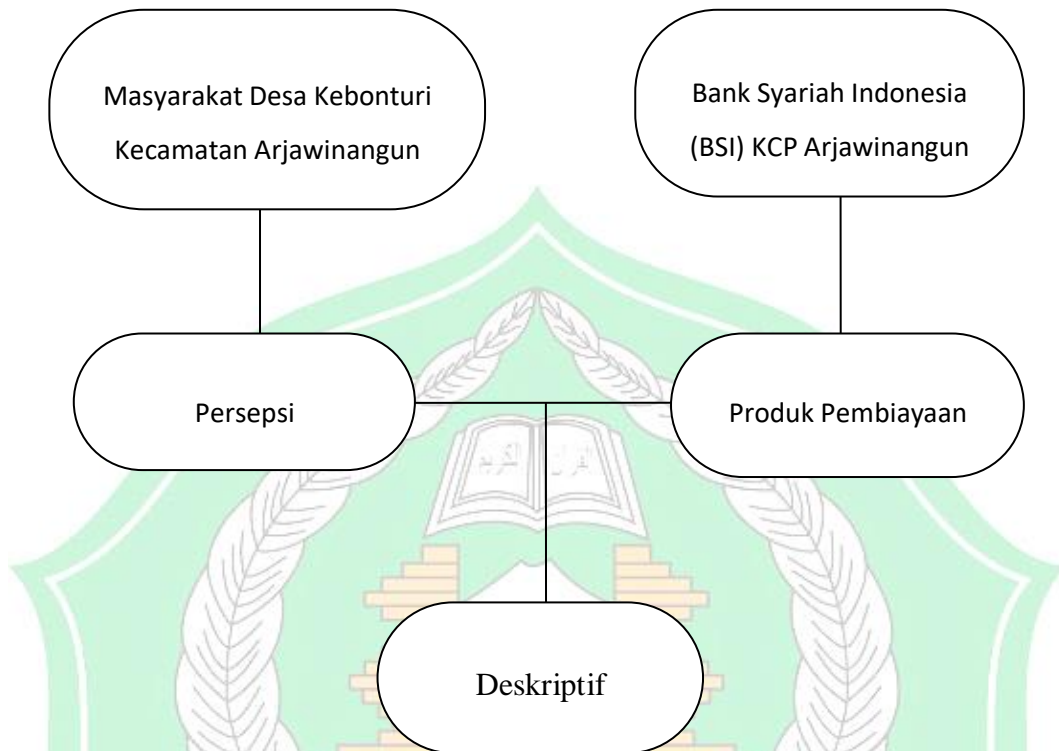 Masyarakat Desa Kebonturi
Kecamatan Arjawinangun
Bank Syariah Indonesia
(BSI) KCP Arjawinangun
Persepsi
Produk Pembiayaan
Deskriptif